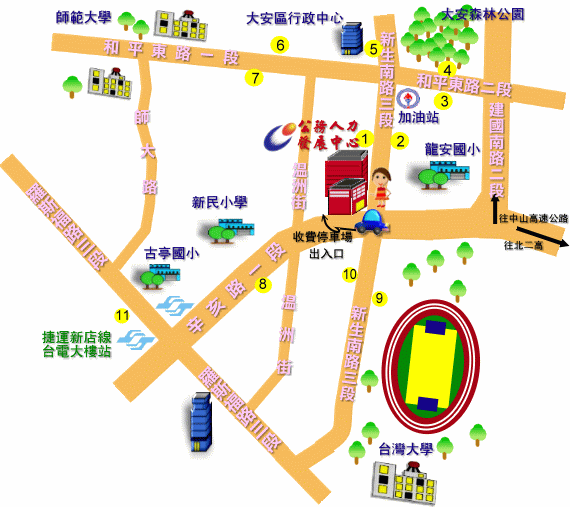 師範大學
大安區行政中心
大安森林公園
和平東路一段
6
5
新生南路三段
4
和平東路二段
7
3
加油站
建國南路二段
師大路
公務人力
發展中心
1
2
龍安國小
溫洲街
羅斯福路三段
新民小學
往中山高速公路
往北二高
收費停車場
出入口
古亭國小
辛亥路一段
8
10
9
溫洲街
新生南路三段
11
捷運新店線
台電大樓站
羅斯福路三段
台灣大學